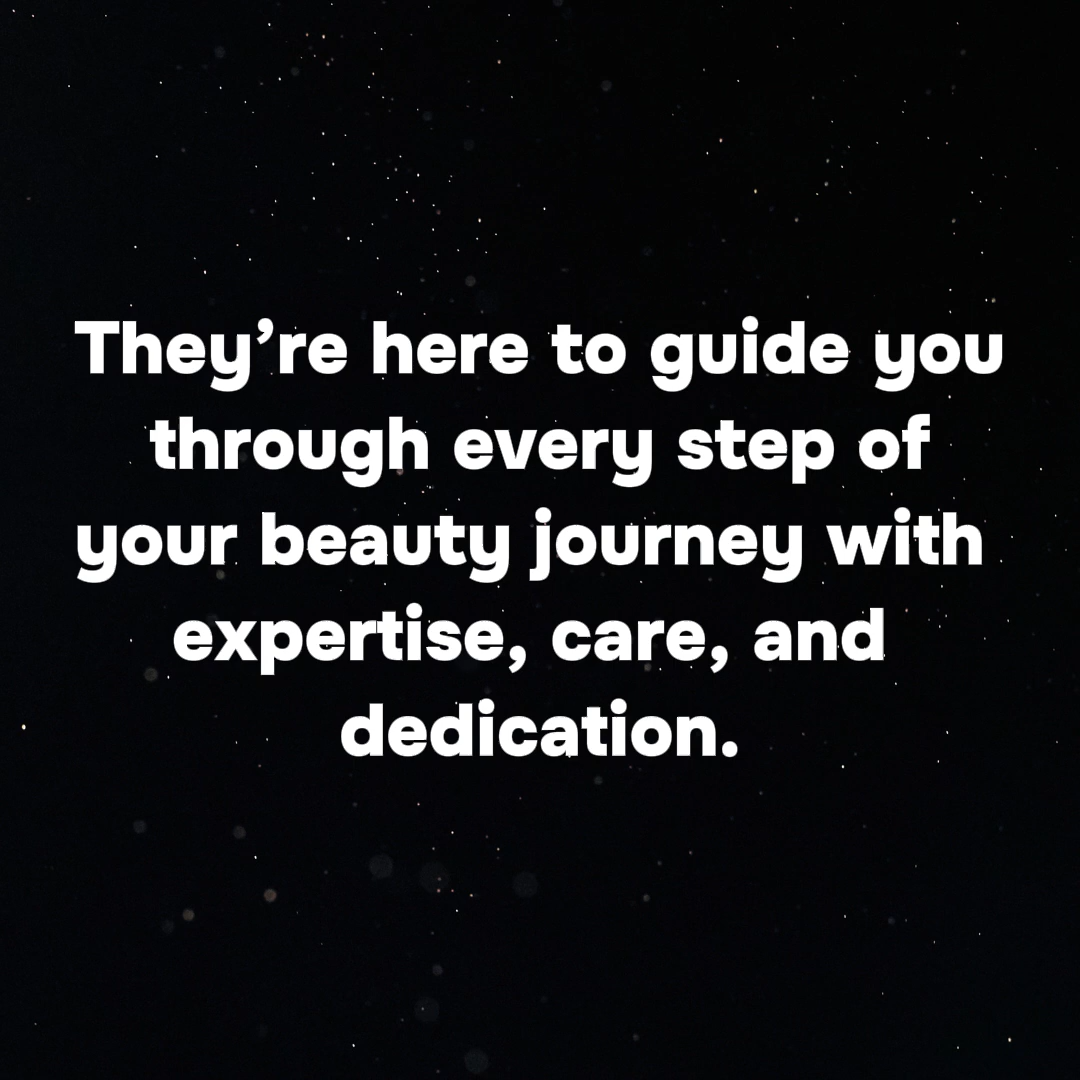 They’re here to guide you
through every step of
your beauty journey with
expertise, care, and
dedication.